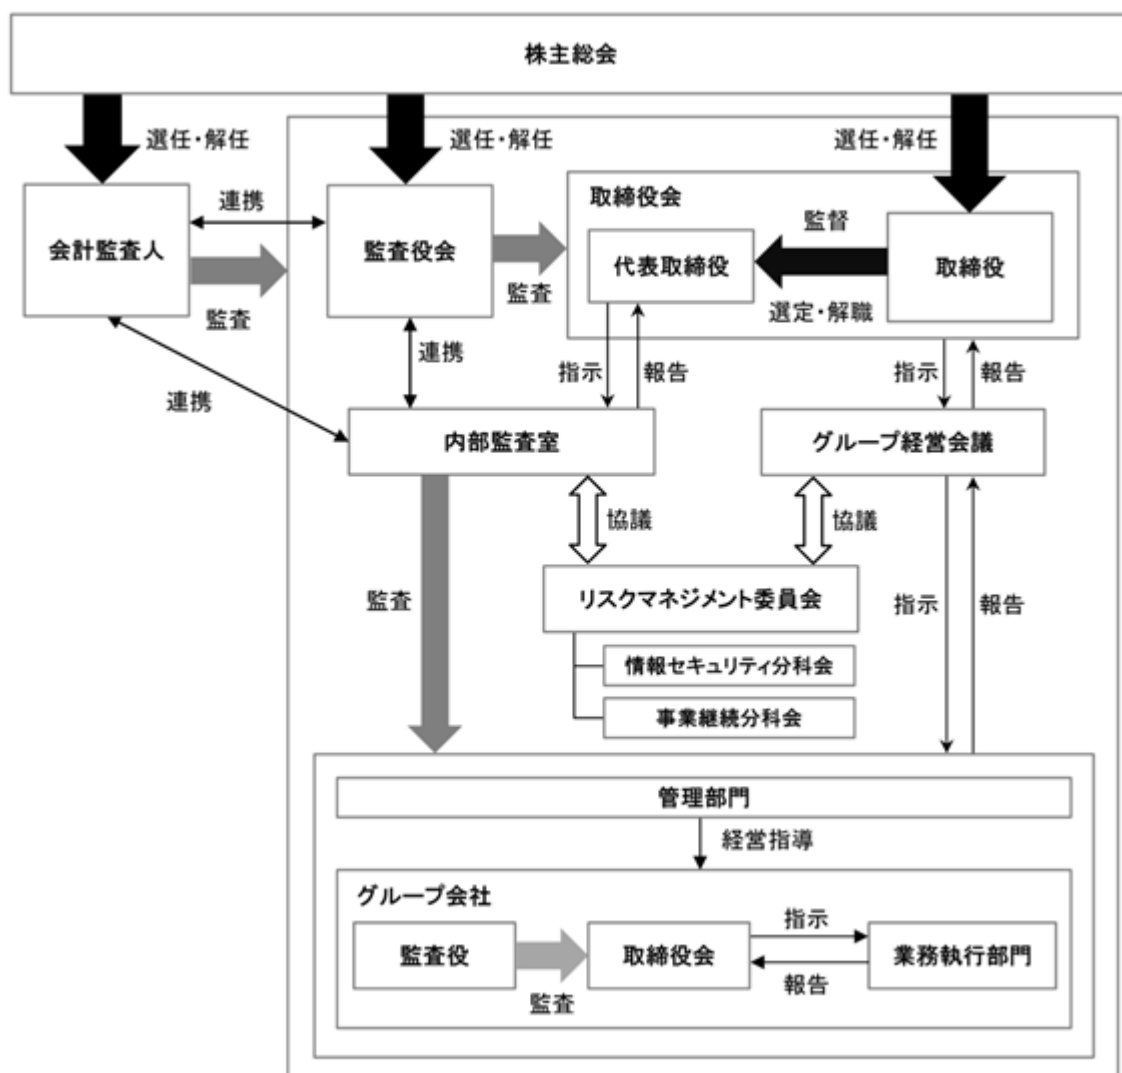 株主総会
選任・解任
選任・解任
選任・解任
会計監査人
連携
監査
監査役会
監査
取締役会
代表取締役
監督
選定・解職
取締役
連携
連携
指示
報告
指示
報告
内部監査室
グループ経営会議
協議
協議
監査
リスクマネジメント委員会
情報セキュリティ分科会
事業継続分科会
指示
報告
管理部門
経営指導
グループ会社
監査役
監査
取締役会
指示
報告
業務執行部門